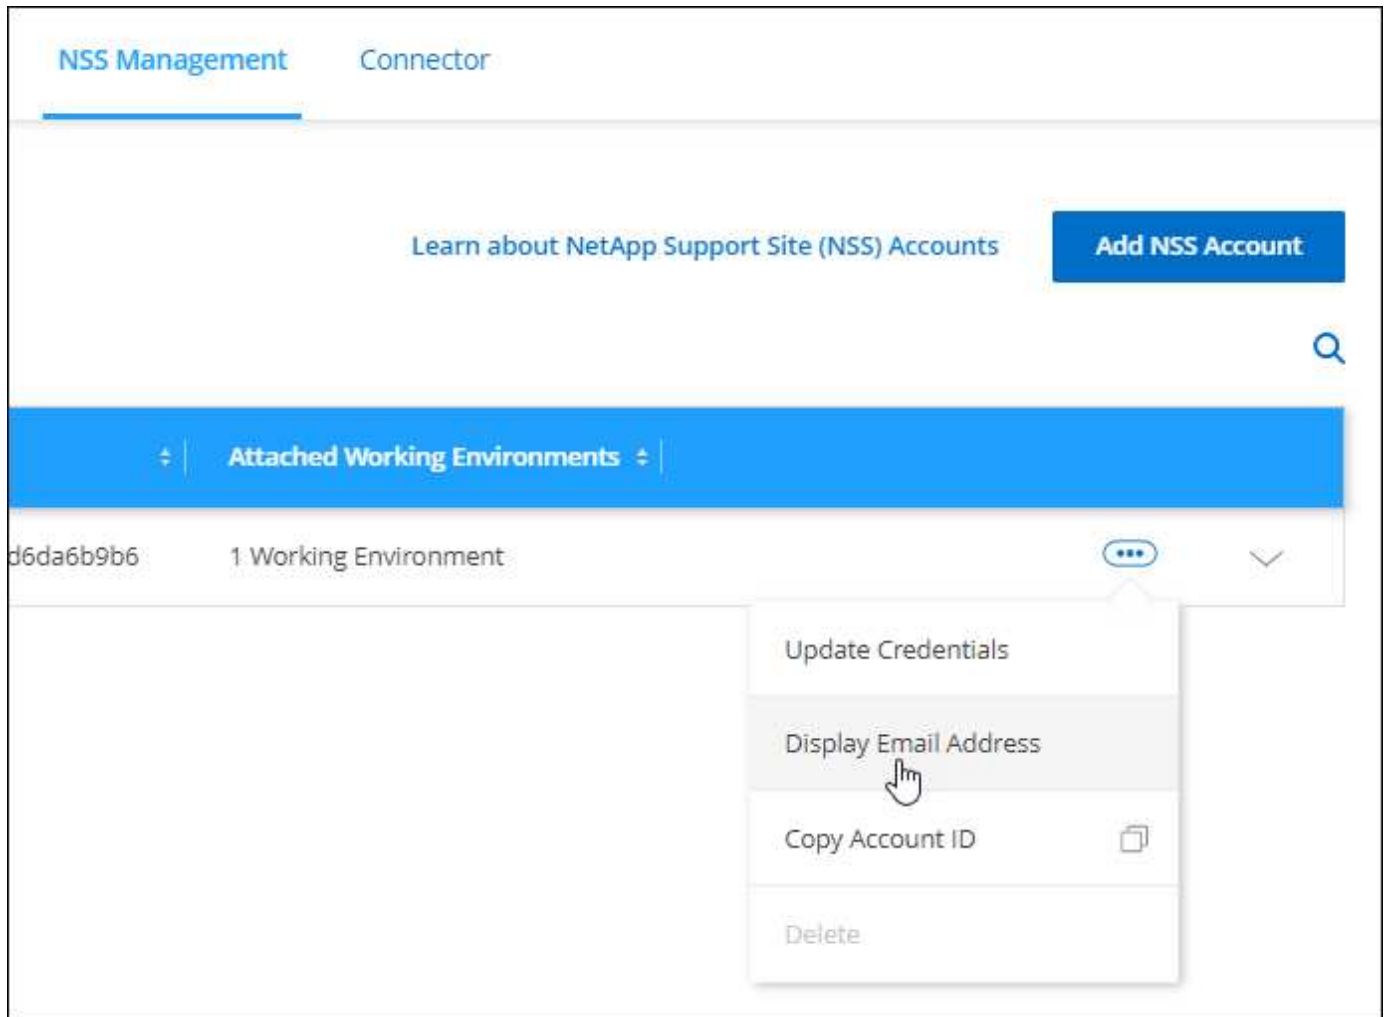 NSS Management Connector
Learn about NetApp Support Site (NSS) Accounts Add NSS Account
Attached Working Environments
d6da6b9b6 1 Working Environment
Update Credentials
Display Email Address
Copy Account ID
Delete